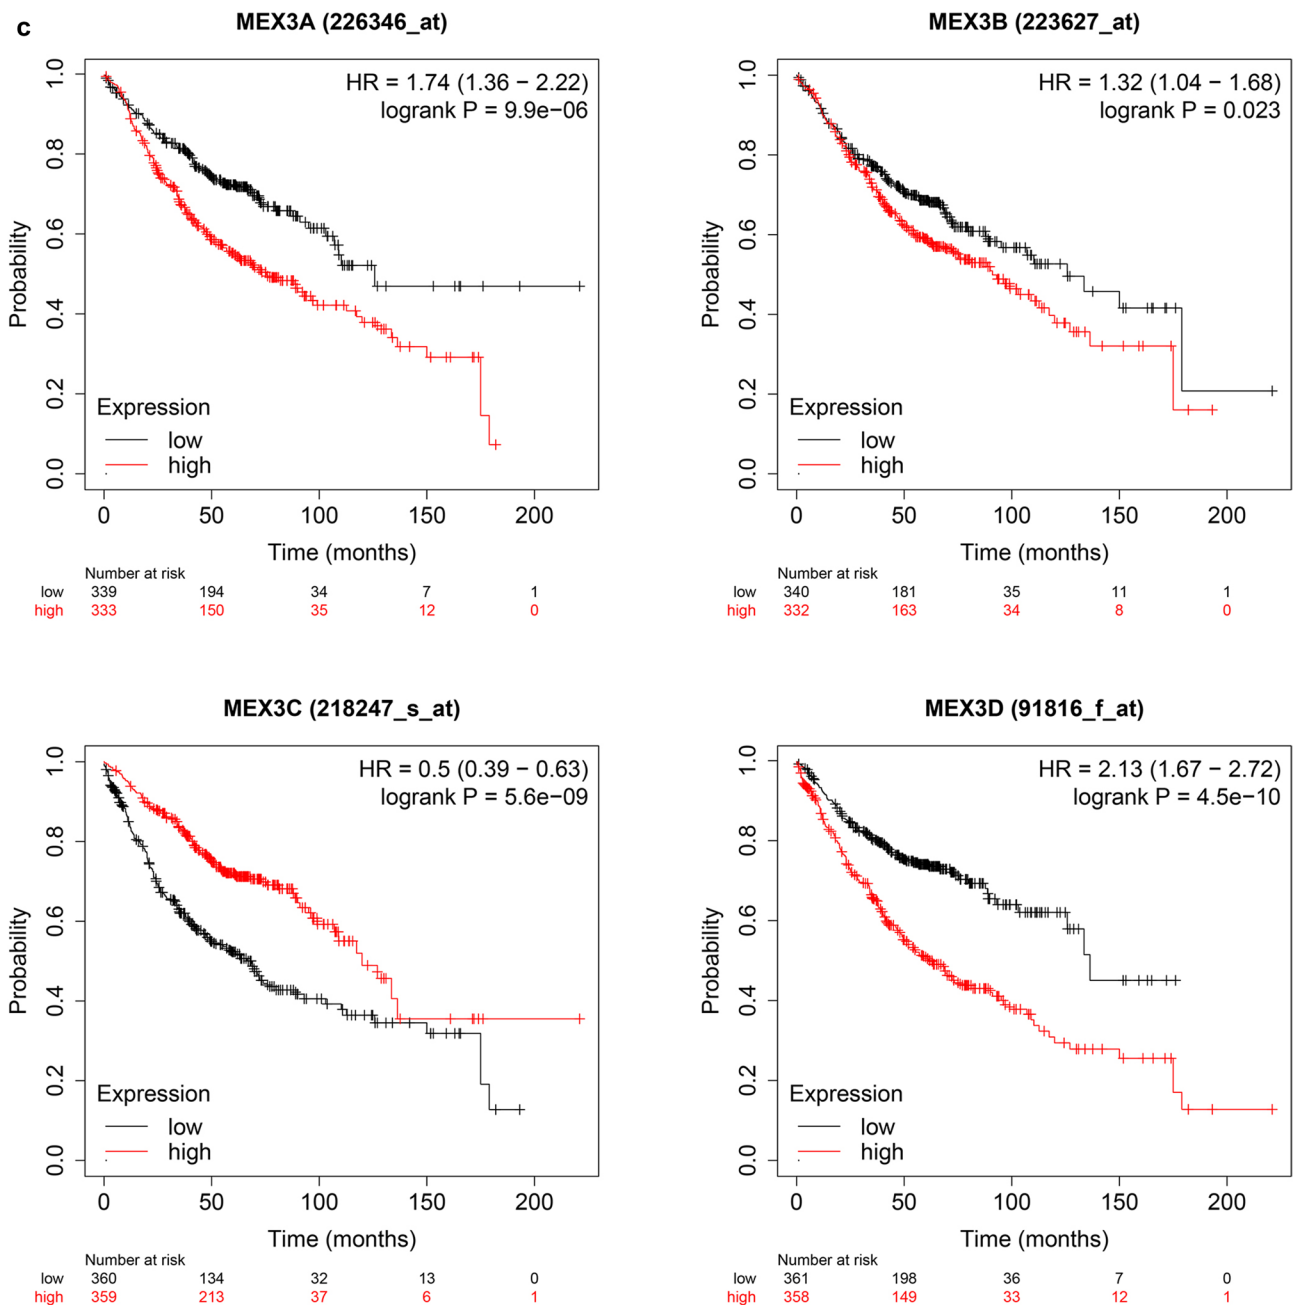 c
MEX3A (226346_at)
HR = 1.74 (1.36 − 2.22)
logrank P = 9.9e−06
Probability
1.0
0.8
0.6
0.4
0.2
0.0
Expression
low
high
0 50 100 150 200
Time (months)
Number at risk
low 339 194 34 7 1
high 333 150 35 12 0
MEX3B (223627_at)
HR = 1.32 (1.04 − 1.68)
logrank P = 0.023
Probability
1.0
0.8
0.6
0.4
0.2
0.0
Expression
low
high
0 50 100 150 200
Time (months)
Number at risk
low 340 181 35 11 1
high 332 163 34 8 0
MEX3C (218247_s_at)
HR = 0.5 (0.39 − 0.63)
logrank P = 5.6e−09
Probability
1.0
0.8
0.6
0.4
0.2
0.0
Expression
low
high
0 50 100 150 200
Time (months)
Number at risk
low 360 134 32 13 0
high 359 213 37 6 1
MEX3D (91816_f_at)
HR = 2.13 (1.67 − 2.72)
logrank P = 4.5e−10
Probability
1.0
0.8
0.6
0.4
0.2
0.0
Expression
low
high
0 50 100 150 200
Time (months)
Number at risk
low 361 198 36 7 0
high 358 149 33 12 1